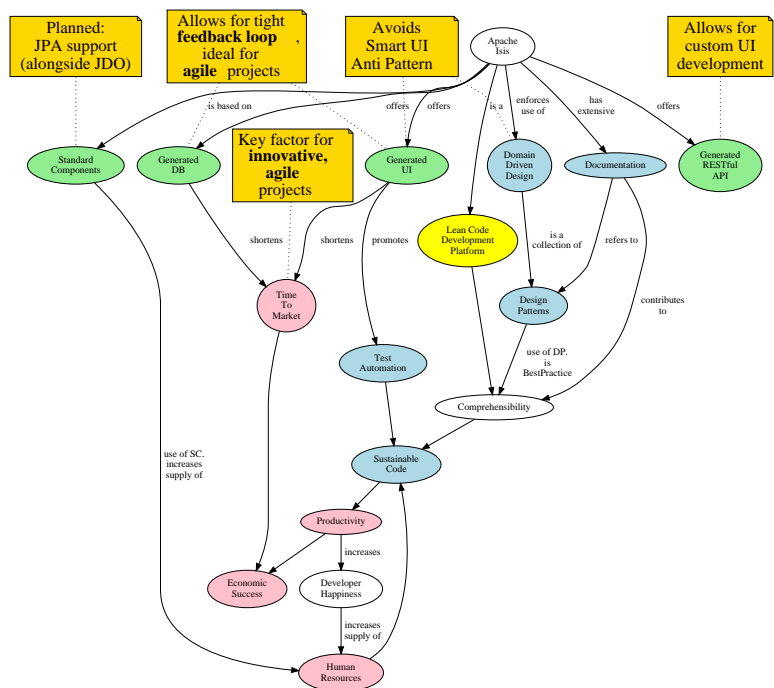 Planned:
JPA support
(alongside JDO)
Allows for tight
feedback loop ,
ideal for
agile projects
Avoids
Smart UI
Anti Pattern
Apache
Isis
Allows for
custom UI
development
is based on
offers
offers
is a
enforces
use of
has
extensive
offers
Standard
Components
Generated
DB
Key factor for
innovative,
agile
projects
Generated
UI
Domain
Driven
Design
Documentation
Generated
RESTful
API
shortens
shortens
promotes
Lean Code
Development
Platform
is a
collection of
refers to
Time
To
Market
Design
Patterns
contributes
to
Test
Automation
use of DP.
is
BestPractice
Comprehensibility
use of SC.
increases
supply of
Sustainable
Code
Productivity
increases
Economic
Success
Developer
Happiness
increases
supply of
Human
Resources